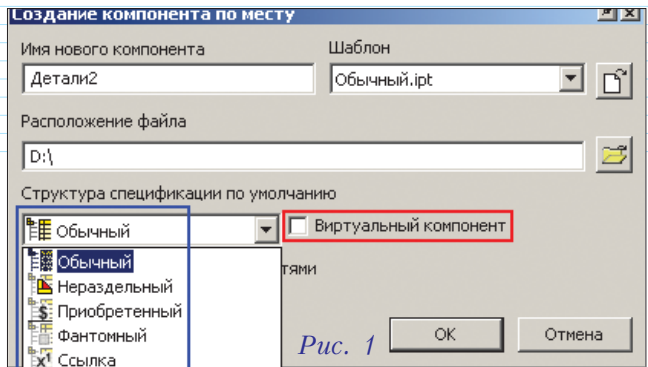 Создание компонента по месту
Имя нового компонента Шаблон
Детали2 Обычный.ipt
Расположение файла
D:\
Структура спецификации по умолчанию
Обычный Виртуальный компонент
Обычный тями
Нераздельный
Приобретенный
Фантомный
Ссылка
Рис. 1 OK Отмена